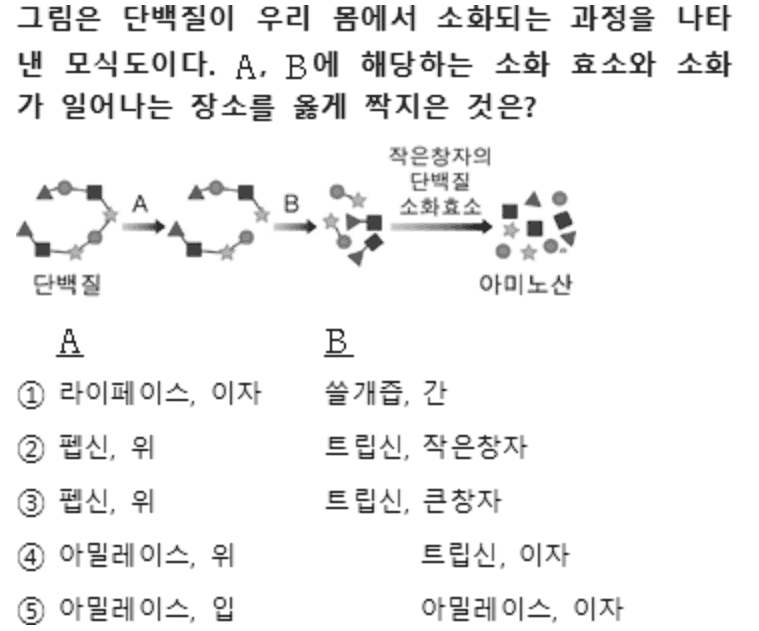 그림은 단백질이 우리 몸에서 소화되는 과정을 나타
낸 모식도이다. A, B에 해당하는 소화 효소와 소화
가 일어나는 장소를 옳게 짝지은 것은?
작은창자의
단백질
소화효소
A
B
단백질
아미노산
A B
① 라이페이스, 이자 쓸개즙, 간
② 펩신, 위 트립신, 작은창자
③ 펩신, 위 트립신, 큰창자
④ 아밀레이스, 위 트립신, 이자
⑤ 아밀레이스, 입 아밀레이스, 이자